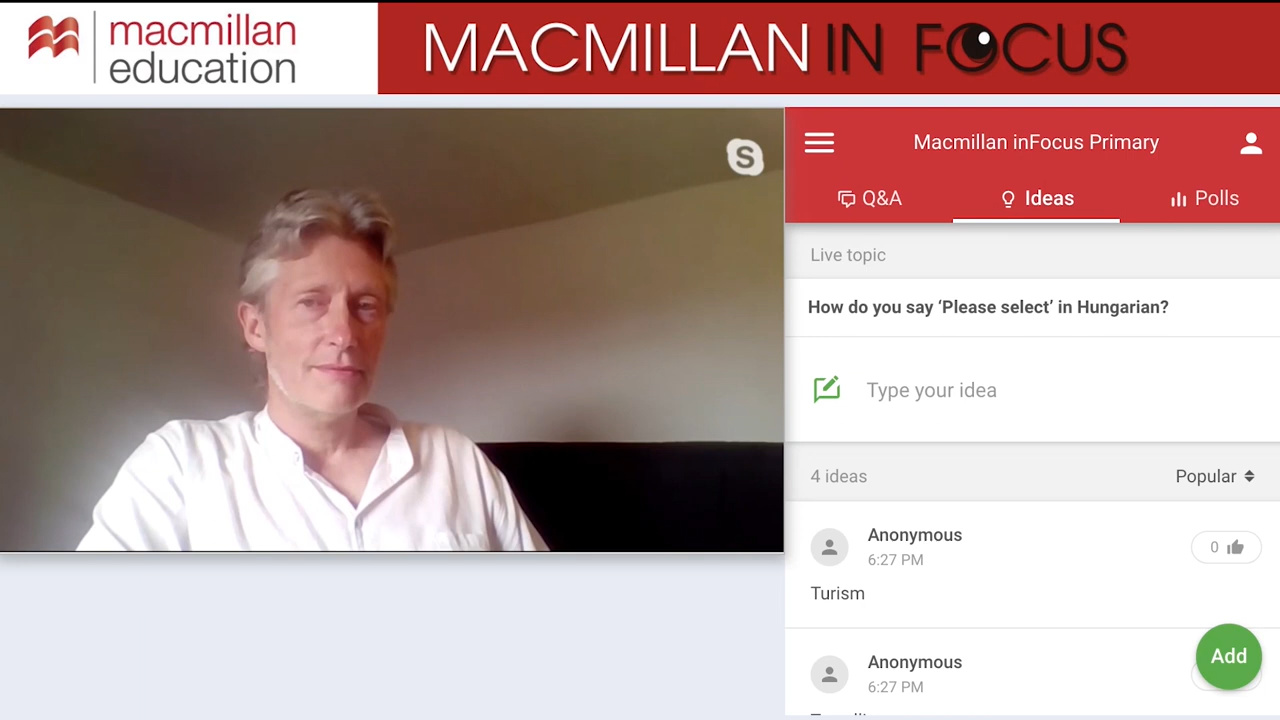 macmillan
education
MACMILLAN IN FOCUS
S
Macmillan inFocus Primary
Q&A
Ideas
Polls
Live topic
How do you say ‘Please select’ in Hungarian?
Type your idea
4 ideas
Popular
Anonymous
6:27 PM
0
Turism
Anonymous
6:27 PM
Add